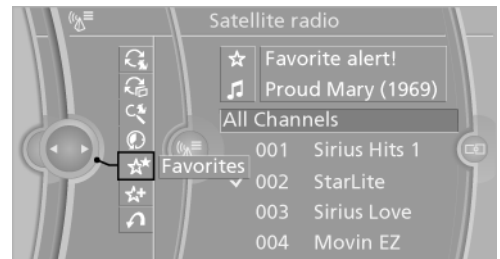 Satellite radio
Favorite alert!
Proud Mary (1969)
All Channels
001 Sirius Hits 1
Favorites
002 StarLite
003 Sirius Love
004 Movin EZ